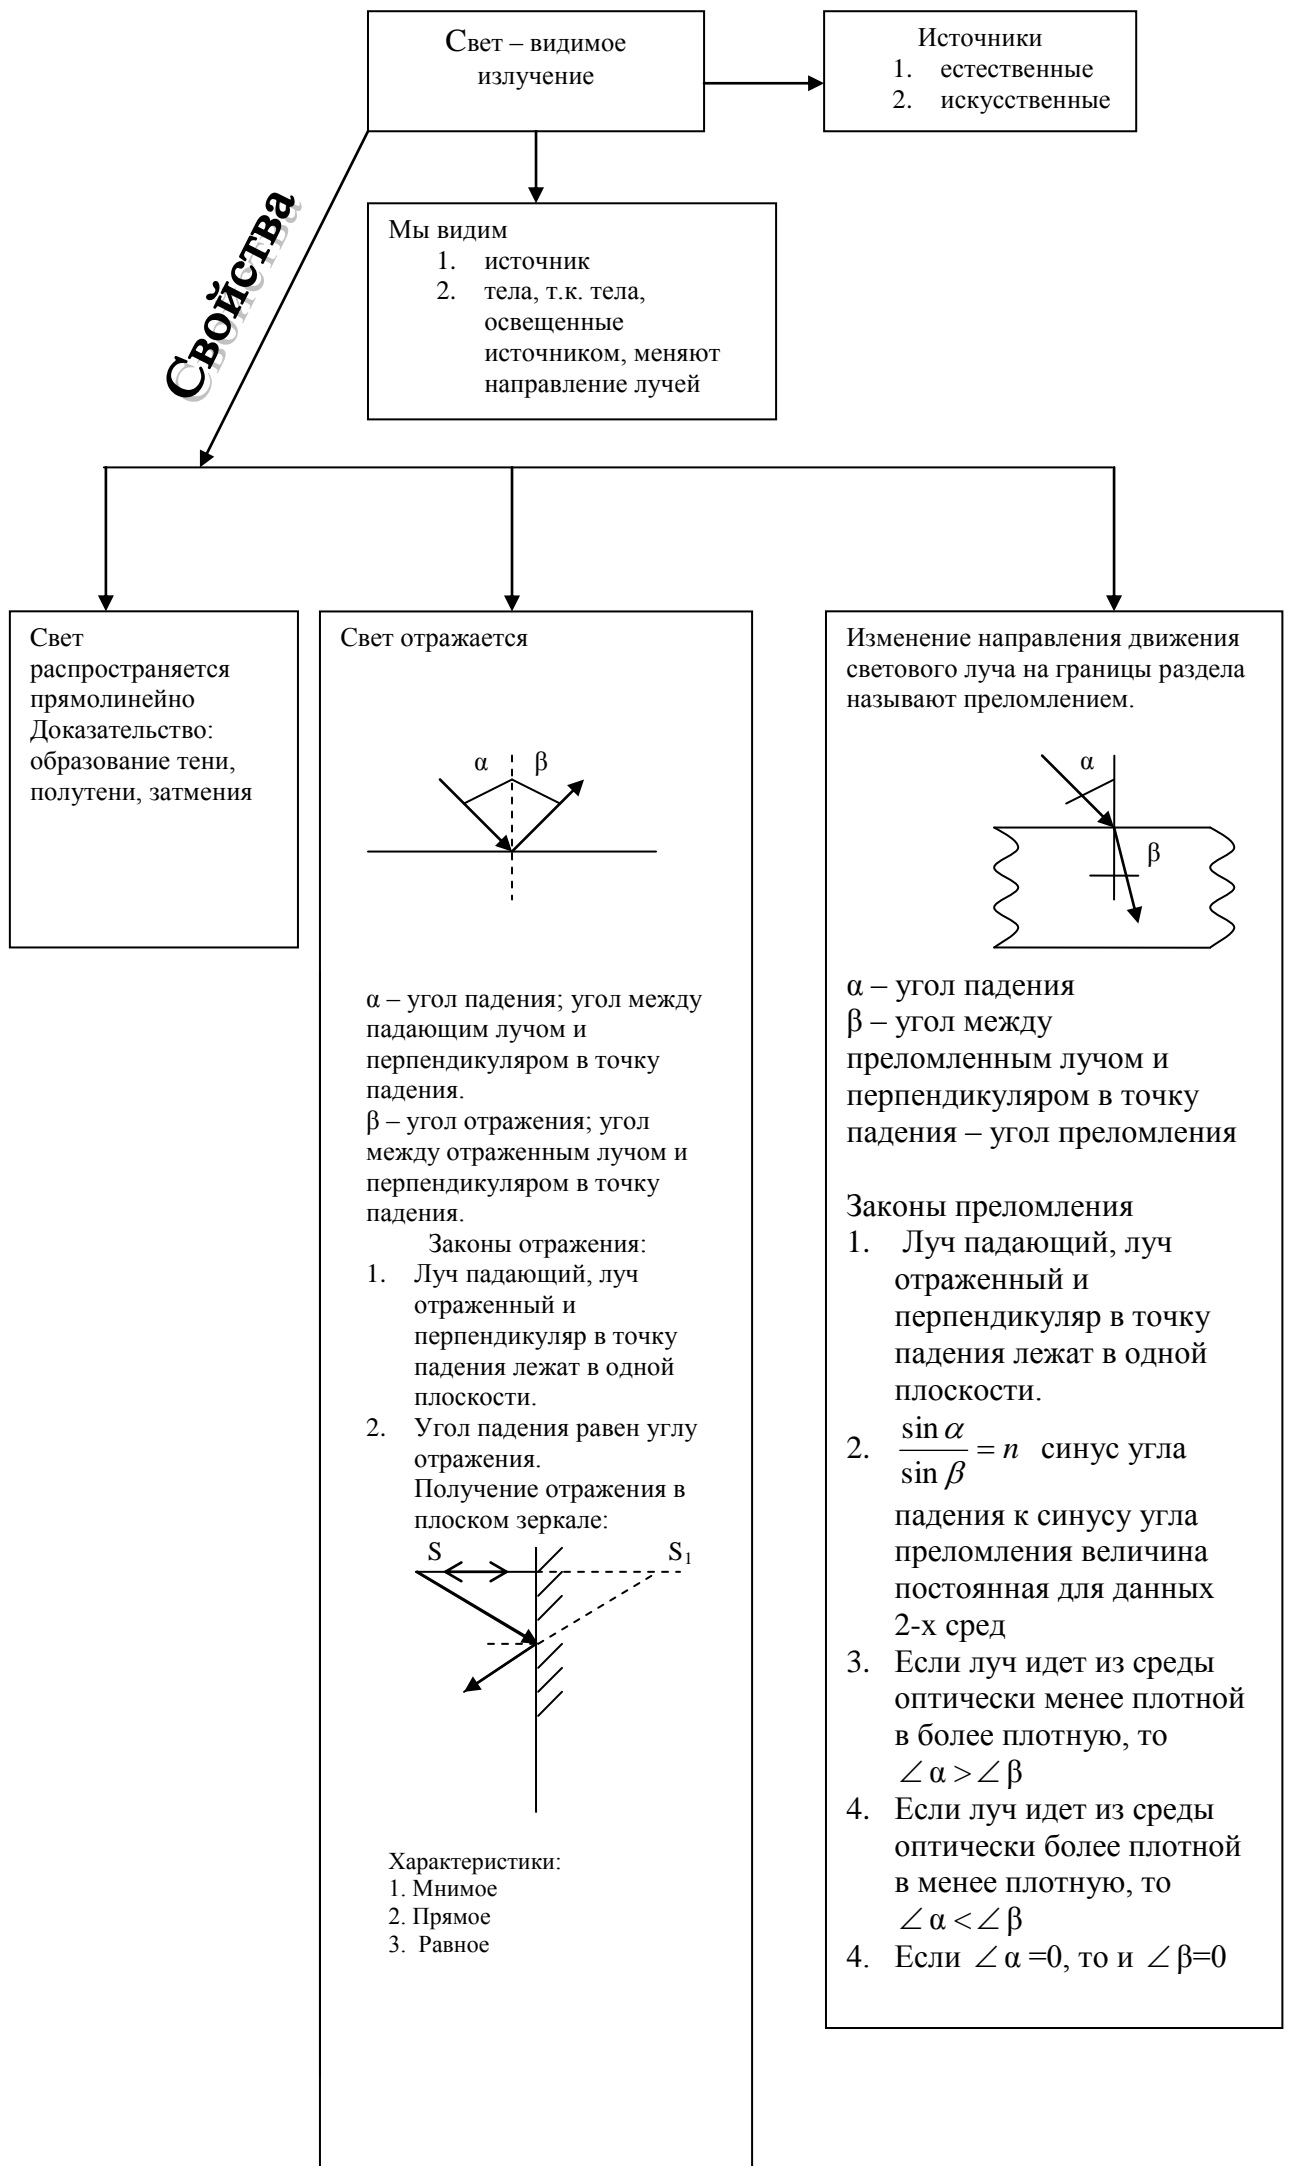 Свет – видимое
излучение
Источники
1. естественные
2. искусственные
Свойства
Мы видим
1. источник
2. тела, т.к. тела,
освещенные
источником, меняют
направление лучей
Свет
распространяется
прямолинейно
Доказательство:
образование тени,
полутени, затмения
Свет отражается
α β
α – угол падения; угол между
падающим лучом и
перпендикуляром в точку
падения.
β – угол отражения; угол
между отраженным лучом и
перпендикуляром в точку
падения.
Законы отражения:
1. Луч падающий, луч
отраженный и
перпендикуляр в точку
падения лежат в одной
плоскости.
2. Угол падения равен углу
отражения.
Получение отражения в
плоском зеркале:
S S₁
Характеристики:
1. Мнимое
2. Прямое
3. Равное
Изменение направления движения
светового луча на границы раздела
называют преломлением.
α
β
α – угол падения
β – угол между
преломленным лучом и
перпендикуляром в точку
падения – угол преломления
Законы преломления
1. Луч падающий, луч
отраженный и
перпендикуляр в точку
падения лежат в одной
плоскости.
2. sin α / sin β = n синус угла
падения к синусу угла
преломления величина
постоянная для данных
2-х сред
3. Если луч идет из среды
оптически менее плотной
в более плотную, то
∠ α > ∠ β
4. Если луч идет из среды
оптически более плотной
в менее плотную, то
∠ α < ∠ β
4. Если ∠ α =0, то и ∠ β=0